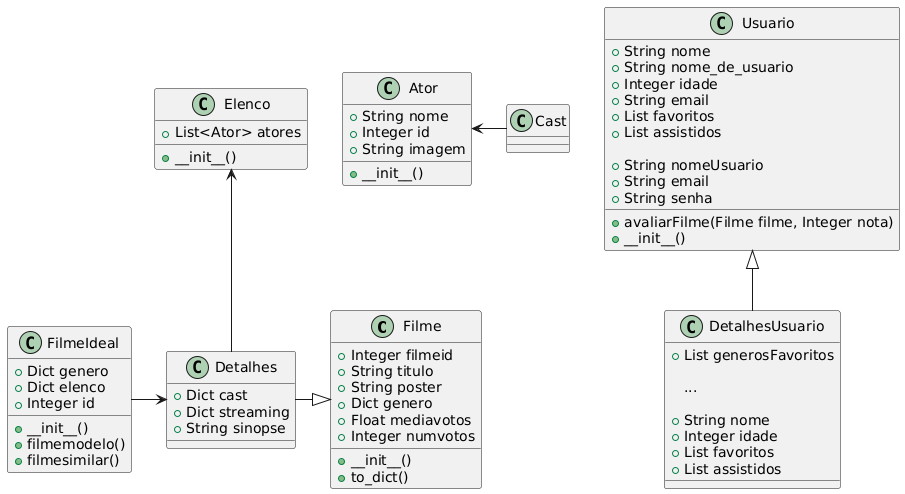 C Usuario
String nome
String nome_de_usuario
Integer idade
String email
List favoritos
List assistidos
String nomeUsuario
String email
String senha
avaliarFilme(Filme filme, Integer nota)
__init__()
C Elenco
List<Ator> atores
__init__()
C Ator
String nome
Integer id
String imagem
__init__()
C Cast
C FilmeIdeal
Dict genero
Dict elenco
Integer id
__init__()
filmemodelo()
filmesimilar()
C Detalhes
Dict cast
Dict streaming
String sinopse
C Filme
Integer filmeid
String titulo
String poster
Dict genero
Float mediavotos
Integer numvotos
__init__()
to_dict()
C DetalhesUsuario
List generosFavoritos
...
String nome
Integer idade
List favoritos
List assistidos